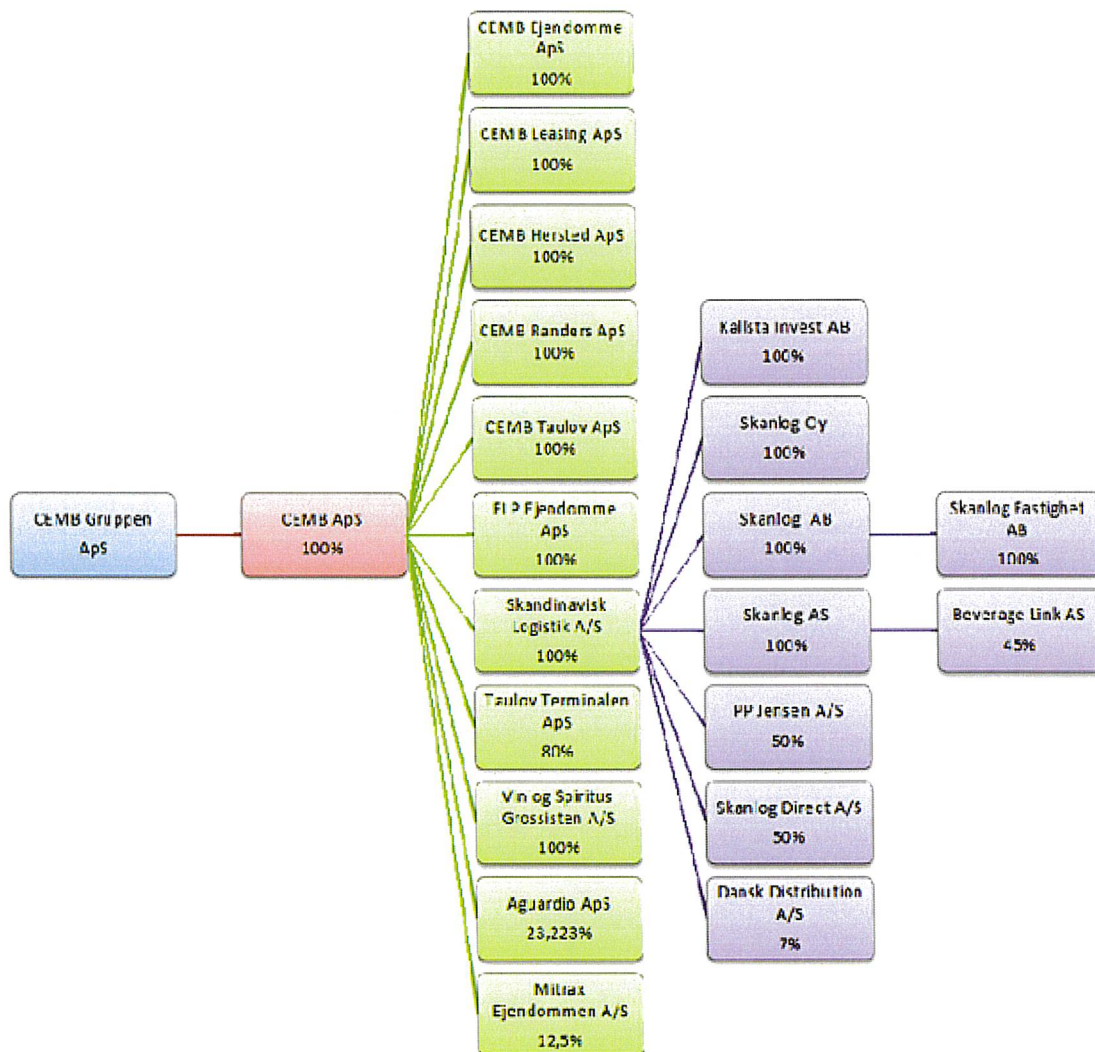 CEMB Ejendomme
ApS
100%
CEMB Leasing ApS
100%
CEMB Hersted ApS
100%
CEMB Randers ApS
100%
CEMB Taulov ApS
100%
ELP Ejendomme
ApS
100%
Skandinavisk
Logistik A/S
100%
Taulov Terminalen
ApS
80%
Vin og Spiritus
Grossisten A/S
100%
Aguardio ApS
23,223%
Ejendommen A/S
12,5%
CEMB Gruppen
ApS
CEMB ApS
100%
Kalista Invest AB
100%
Skanlog Oy
100%
Skanlog AB
100%
Skanlog AS
100%
PP Jensen A/S
50%
Skanlog Direct A/S
50%
Dansk Distribution
A/S
7%
Skanlog Fastighet
AB
100%
Beverage Link AS
45%